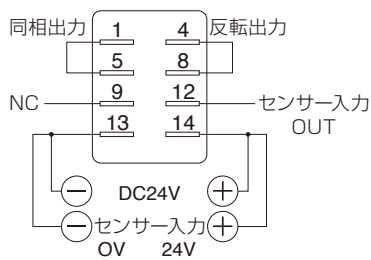 同相出力 1 4 反転出力
5 8
NC 9 12 センサー入力
OUT
13 14
− DC24V +
− センサー入力 +
OV 24V